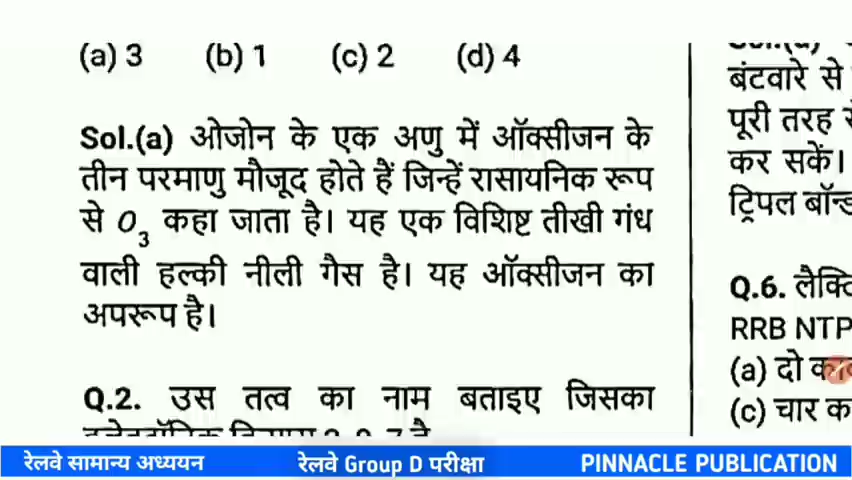 (a) 3 (b) 1 (c) 2 (d) 4
Sol.(a) ओजोन के एक अणु में ऑक्सीजन के
तीन परमाणु मौजूद होते हैं जिन्हें रासायनिक रूप
से O₃ कहा जाता है। यह एक विशिष्ट तीखी गंध
वाली हल्की नीली गैस है। यह ऑक्सीजन का
अपरूप है।
Q.2. उस तत्व का नाम बताइए जिसका
बंटवारे से
पूरी तरह
कर सकें।
ट्रिपल
Q.6.
RRB
(a) दो
(c) चार
रेलवे सामान्य अध्ययन
रेलवे Group D परीक्षा
PINNACLE PUBLICATION